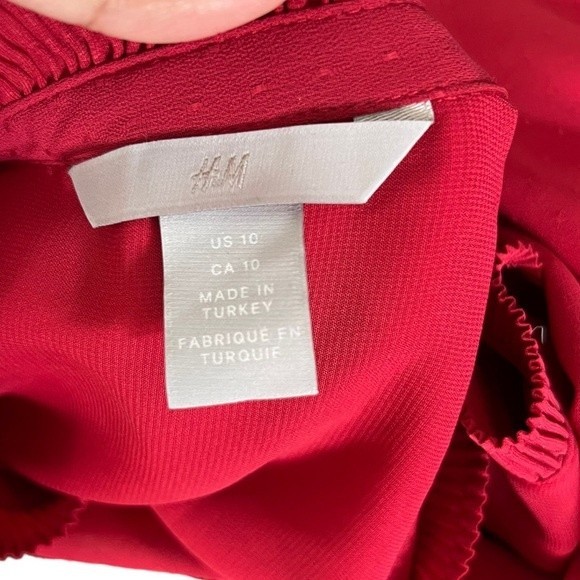 H&M
US 10
CA 10
MADE IN
TURKEY
FABRIQUÉ EN
TURQUIE